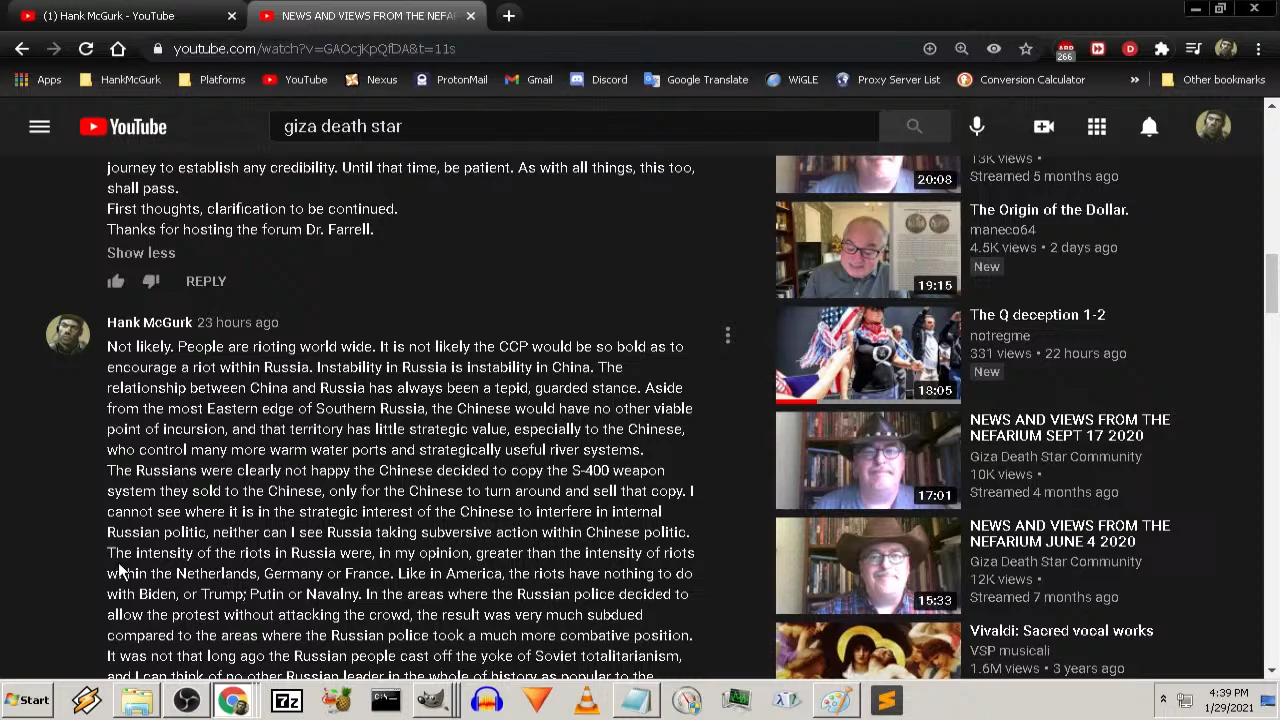 (1) Hank McGurk - YouTube
NEWS AND VIEWS FROM THE NEFAR
youtube.com/watch?v=GAOcjKpQfDA&t=11s
266
Apps
HankMcGurk
Platforms
YouTube
Nexus
ProtonMail
Gmail
Discord
Google Translate
WiGLE
Proxy Server List
Conversion Calculator
Other bookmarks
YouTube
giza death star
journey to establish any credibility. Until that time, be patient. As with all things, this too,
shall pass.
First thoughts, clarification to be continued.
Thanks for hosting the forum Dr. Farrell.
Show less
REPLY
Hank McGurk 23 hours ago
Not likely. People are rioting world wide. It is not likely the CCP would be so bold as to
encourage a riot within Russia. Instability in Russia is instability in China. The
relationship between China and Russia has always been a tepid, guarded stance. Aside
from the most Eastern edge of Southern Russia, the Chinese would have no other viable
point of incursion, and that territory has little strategic value, especially to the Chinese,
who control many more warm water ports and strategically useful river systems.
The Russians were clearly not happy the Chinese decided to copy the S-400 weapon
system they sold to the Chinese, only for the Chinese to turn around and sell that copy. I
cannot see where it is in the strategic interest of the Chinese to interfere in internal
Russian politic, neither can I see Russia taking subversive action within Chinese politic.
The intensity of the riots in Russia were, in my opinion, greater than the intensity of riots
within the Netherlands, Germany or France. Like in America, the riots have nothing to do
with Biden, or Trump; Putin or Navalny. In the areas where the Russian police decided to
allow the protest without attacking the crowd, the result was very much subdued
compared to the areas where the Russian police took a much more combative position.
It was not that long ago the Russian people cast off the yoke of Soviet totalitarianism,
and I can think of no other Russian leader in the whole of history as popular
20:08
13K views •
Streamed 5 months ago
19:15
The Origin of the Dollar.
maneco64
4.5K views • 2 days ago
New
18:05
The Q deception 1-2
notregme
331 views • 22 hours ago
New
17:01
NEWS AND VIEWS FROM THE
NEFARIUM SEPT 17 2020
Giza Death Star Community
10K views •
Streamed 4 months ago
15:33
NEWS AND VIEWS FROM THE
NEFARIUM JUNE 4 2020
Giza Death Star Community
12K views •
Streamed 7 months ago
Vivaldi: Sacred vocal works
VSP musicali
1.6M views • 3 years ago
Start
7z
4:39 PM
1/29/2021